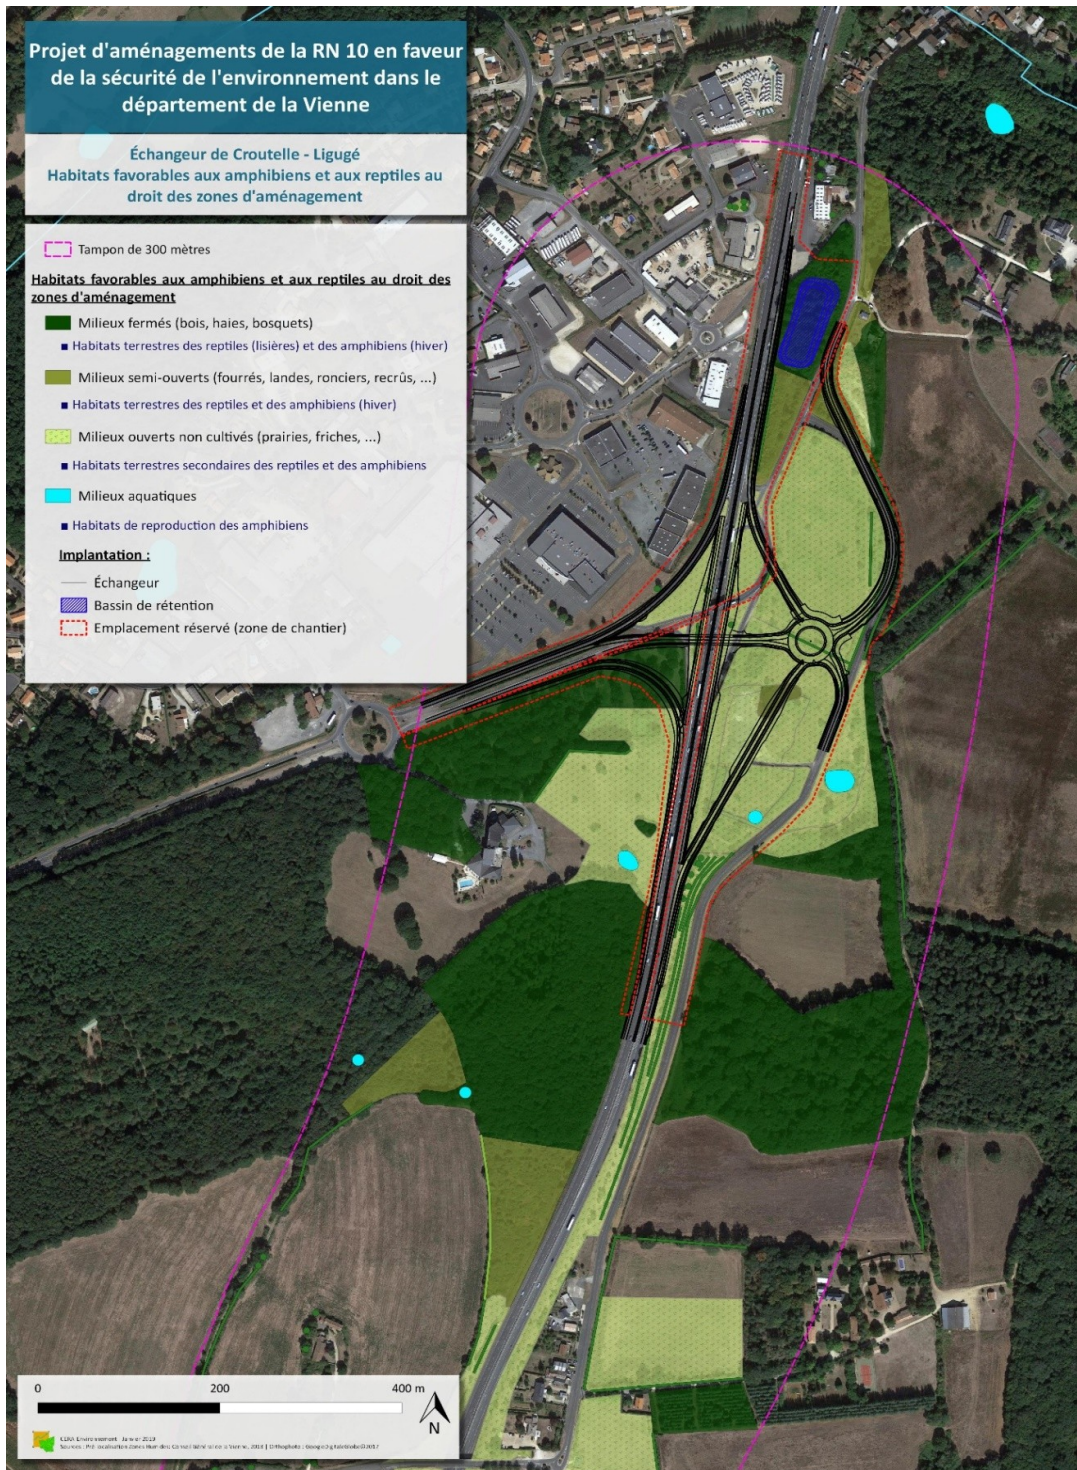 Projet d'aménagements de la RN 10 en faveur
de la sécurité de l'environnement dans le
département de la Vienne
Échangeur de Croutelle - Ligugé
Habitats favorables aux amphibiens et aux reptiles au
droit des zones d'aménagement
Tampon de 300 mètres
Habitats favorables aux amphibiens et aux reptiles au droit des
zones d'aménagement
Milieux fermés (bois, haies, bosquets)
Habitats terrestres des reptiles (lisières) et des amphibiens (hiver)
Milieux semi-ouverts (fourrés, landes, ronciers, recrûs, ...)
Habitats terrestres des reptiles et des amphibiens (hiver)
Milieux ouverts non cultivés (prairies, friches, ...)
Habitats terrestres secondaires des reptiles et des amphibiens
Milieux aquatiques
Habitats de reproduction des amphibiens
Implantation :
Échangeur
Bassin de rétention
Emplacement réservé (zone de chantier)
0 200 400 m
N
CERA Environnement Janvier 2019